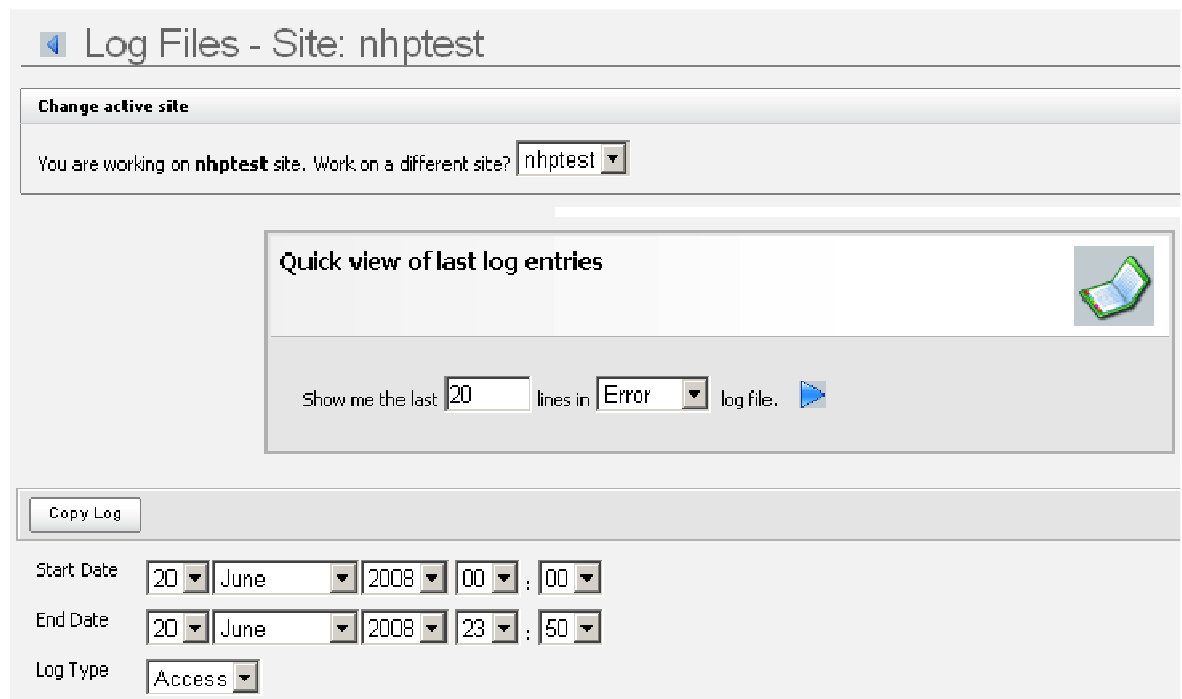 Log Files - Site: nhptest
Change active site
You are working on nhptest site. Work on a different site? nhptest
Quick view of last log entries
Show me the last 20 lines in Error log file.
Copy Log
Start Date 20 June 2008 00 : 00
End Date 20 June 2008 23 : 50
Log Type Access